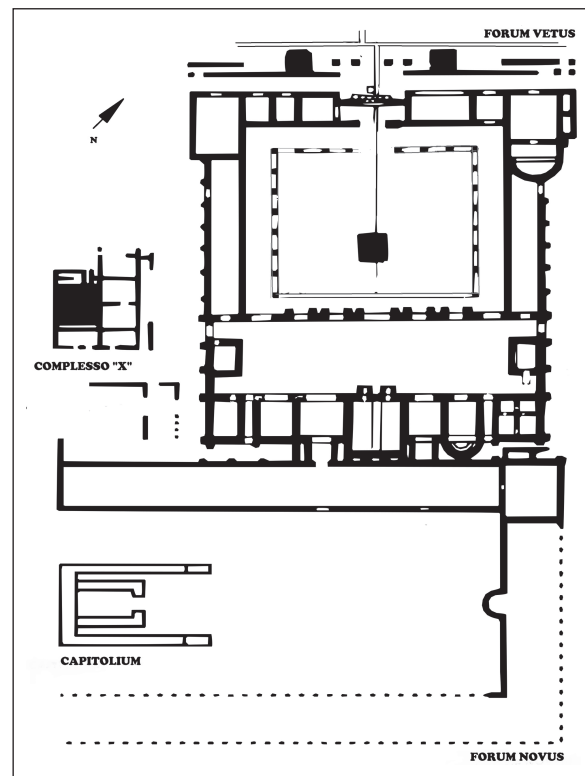 FORUM VETUS
N
COMPLESSO "X"
CAPITOLIUM
FORUM NOVUS